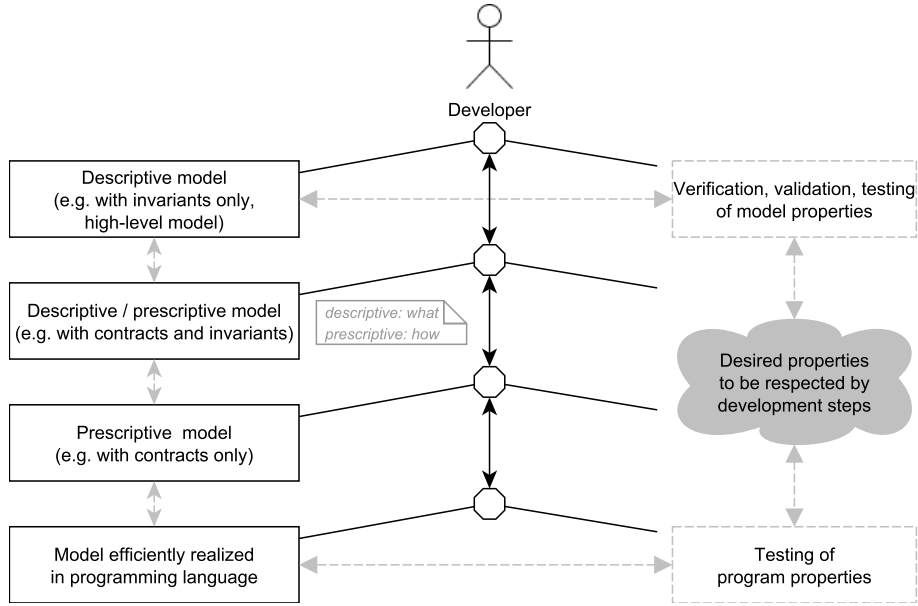 Developer
Descriptive model
(e.g. with invariants only,
high-level model)
Verification, validation, testing
of model properties
Descriptive / prescriptive model
(e.g. with contracts and invariants)
descriptive: what
prescriptive: how
Desired properties
to be respected by
development steps
Prescriptive model
(e.g. with contracts only)
Model efficiently realized
in programming language
Testing of
program properties